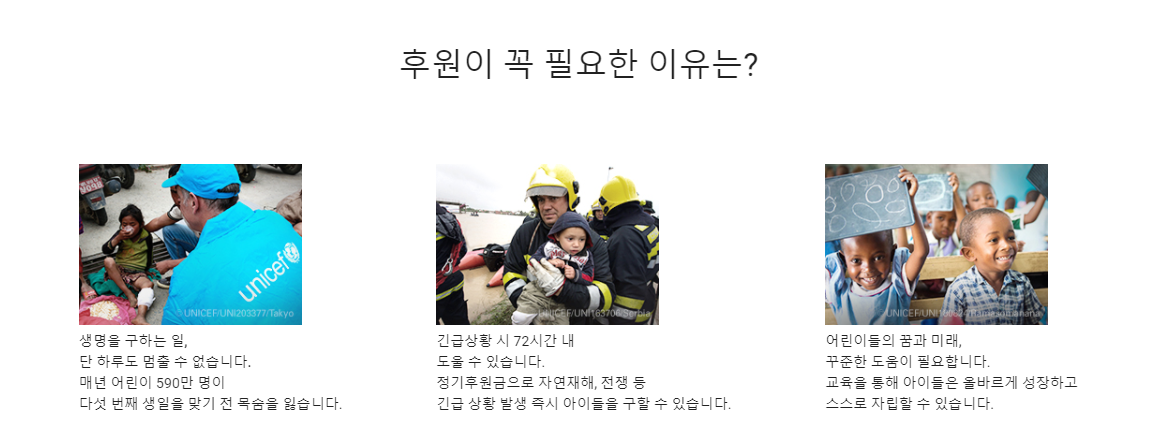 후원이 꼭 필요한 이유는?
unicef
©UNICEF/UNI203377/Tokyo
생명을 구하는 일,
단 하루도 멈출 수 없습니다.
매년 어린이 590만 명이
다섯 번째 생일을 맞기 전 목숨을 잃습니다.
©UNICEF/UNI163706/Serbia
긴급상황 시 72시간 내
도울 수 있습니다.
정기후원금으로 자연재해, 전쟁 등
긴급 상황 발생 즉시 아이들을 구할 수 있습니다.
어린이들의 꿈과 미래,
꾸준한 도움이 필요합니다.
교육을 통해 아이들은 올바르게 성장하고
스스로 자립할 수 있습니다.